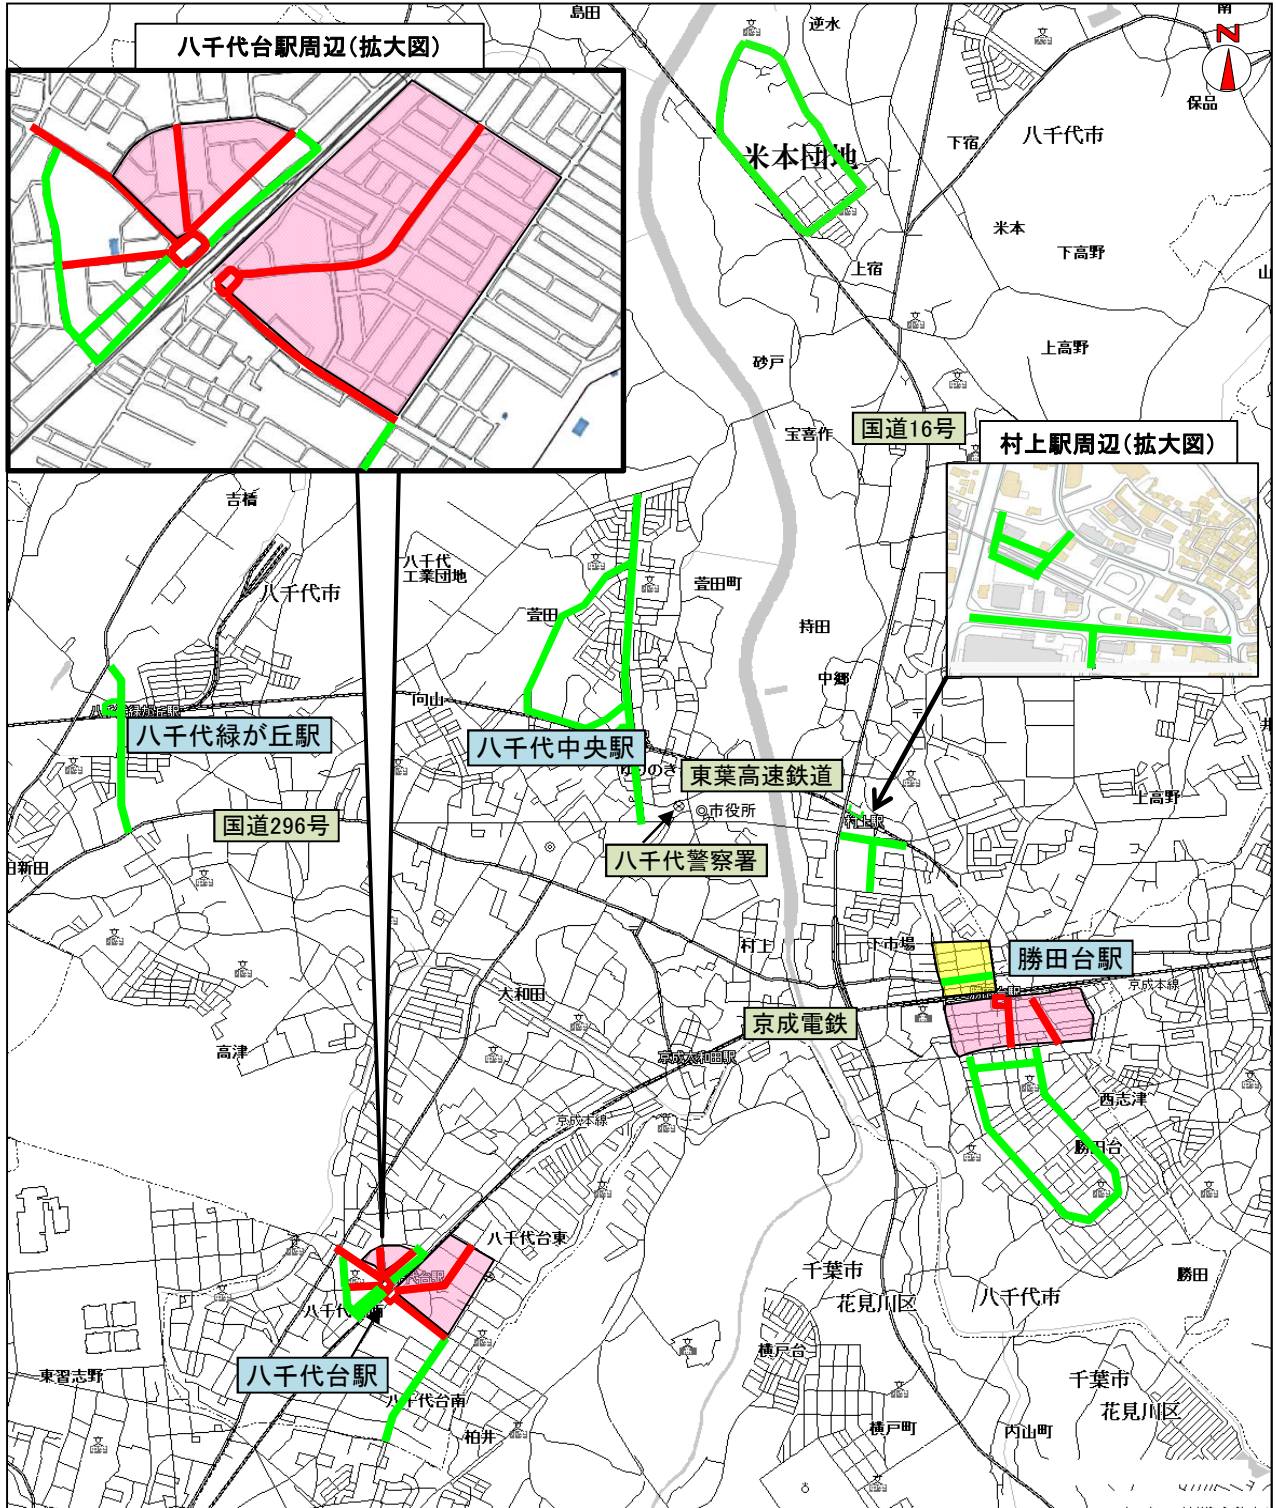 島田
逆水
南
八千代台駅周辺(拡大図)
N
保品
下宿
八千代市
米本団地
米本
下高野
上宿
山
上高野
砂戸
宝喜作
国道16号
村上駅周辺(拡大図)
吉橋
八千代
工業団地
八千代市
萱田町
萱田
持田
中郷
向山
八千代緑が丘駅
八千代中央駅
ゆりのき
東葉高速鉄道
上高野
◎市役所
国道296号
村上駅
八千代警察署
田新田
村上
下市場
勝田台駅
京成本線
大和田
京成電鉄
高津
京成大和田駅
西志津
京成本線
勝田台
八千代台東
千葉市
花見川区
勝田
八千代市
八千代台駅
横戸台
東習志野
八千代台南
千葉市
花見川区
柏井
横戸町
内山町